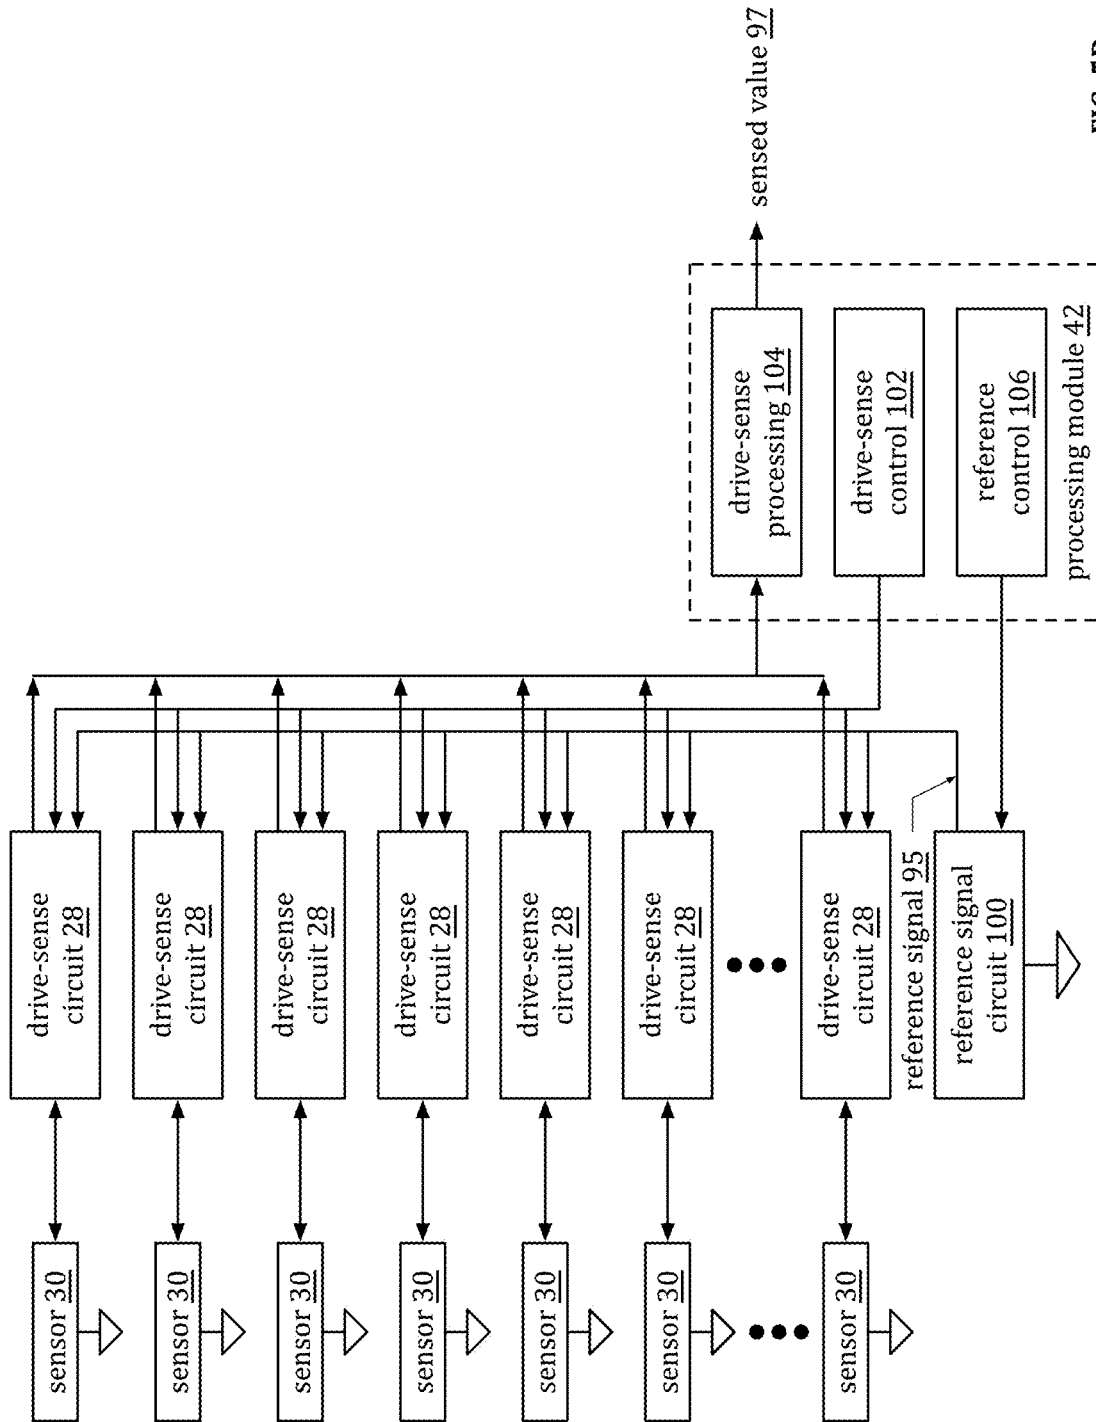 sensor 30
drive-sense
circuit 28
sensor 30
drive-sense
circuit 28
sensor 30
drive-sense
circuit 28
sensor 30
drive-sense
circuit 28
sensor 30
drive-sense
circuit 28
sensor 30
drive-sense
circuit 28
sensor 30
drive-sense
circuit 28
reference signal 95
reference signal
circuit 100
drive-sense
processing 104
sensed value 97
drive-sense
control 102
reference
control 106
processing module 42
FIG.